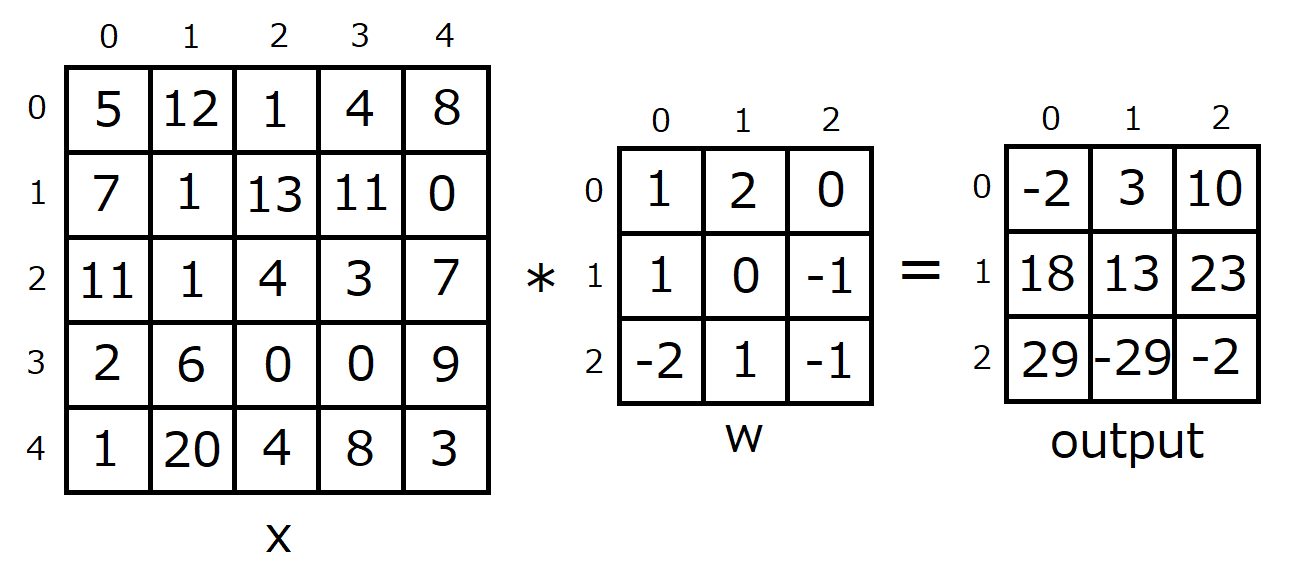 0 1 2 3 4
0 5 12 1 4 8
1 7 1 13 11 0
2 11 1 4 3 7
3 2 6 0 0 9
4 1 20 4 8 3
x
*
0 1 2
0 1 2 0
1 1 0 -1
2 -2 1 -1
w
=
0 1 2
0 -2 3 10
1 18 13 23
2 29 -29 -2
output